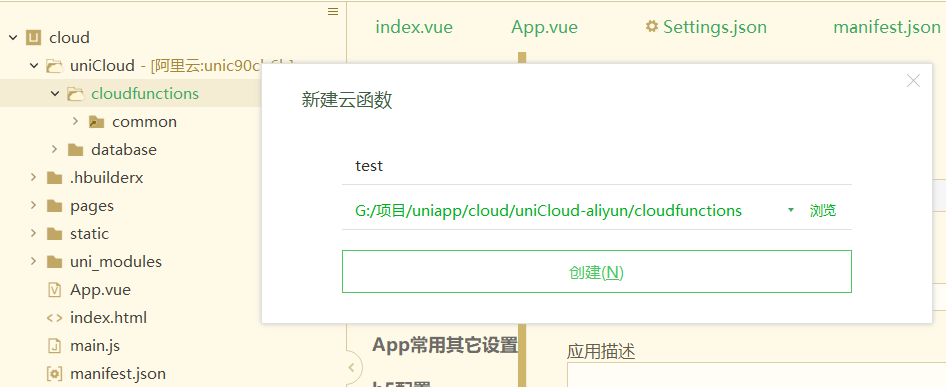 index.vue
App.vue
Settings.json
manifest.json
cloud
uniCloud - [阿里云:
cloudfunctions
common
database
.hbuilderx
pages
static
uni_modules
App.vue
index.html
main.js
manifest.json
新建云函数
test
G:/项目/uniapp/cloud/uniCloud-aliyun/cloudfunctions
浏览
创建(N)
App常用其它设置
应用描述